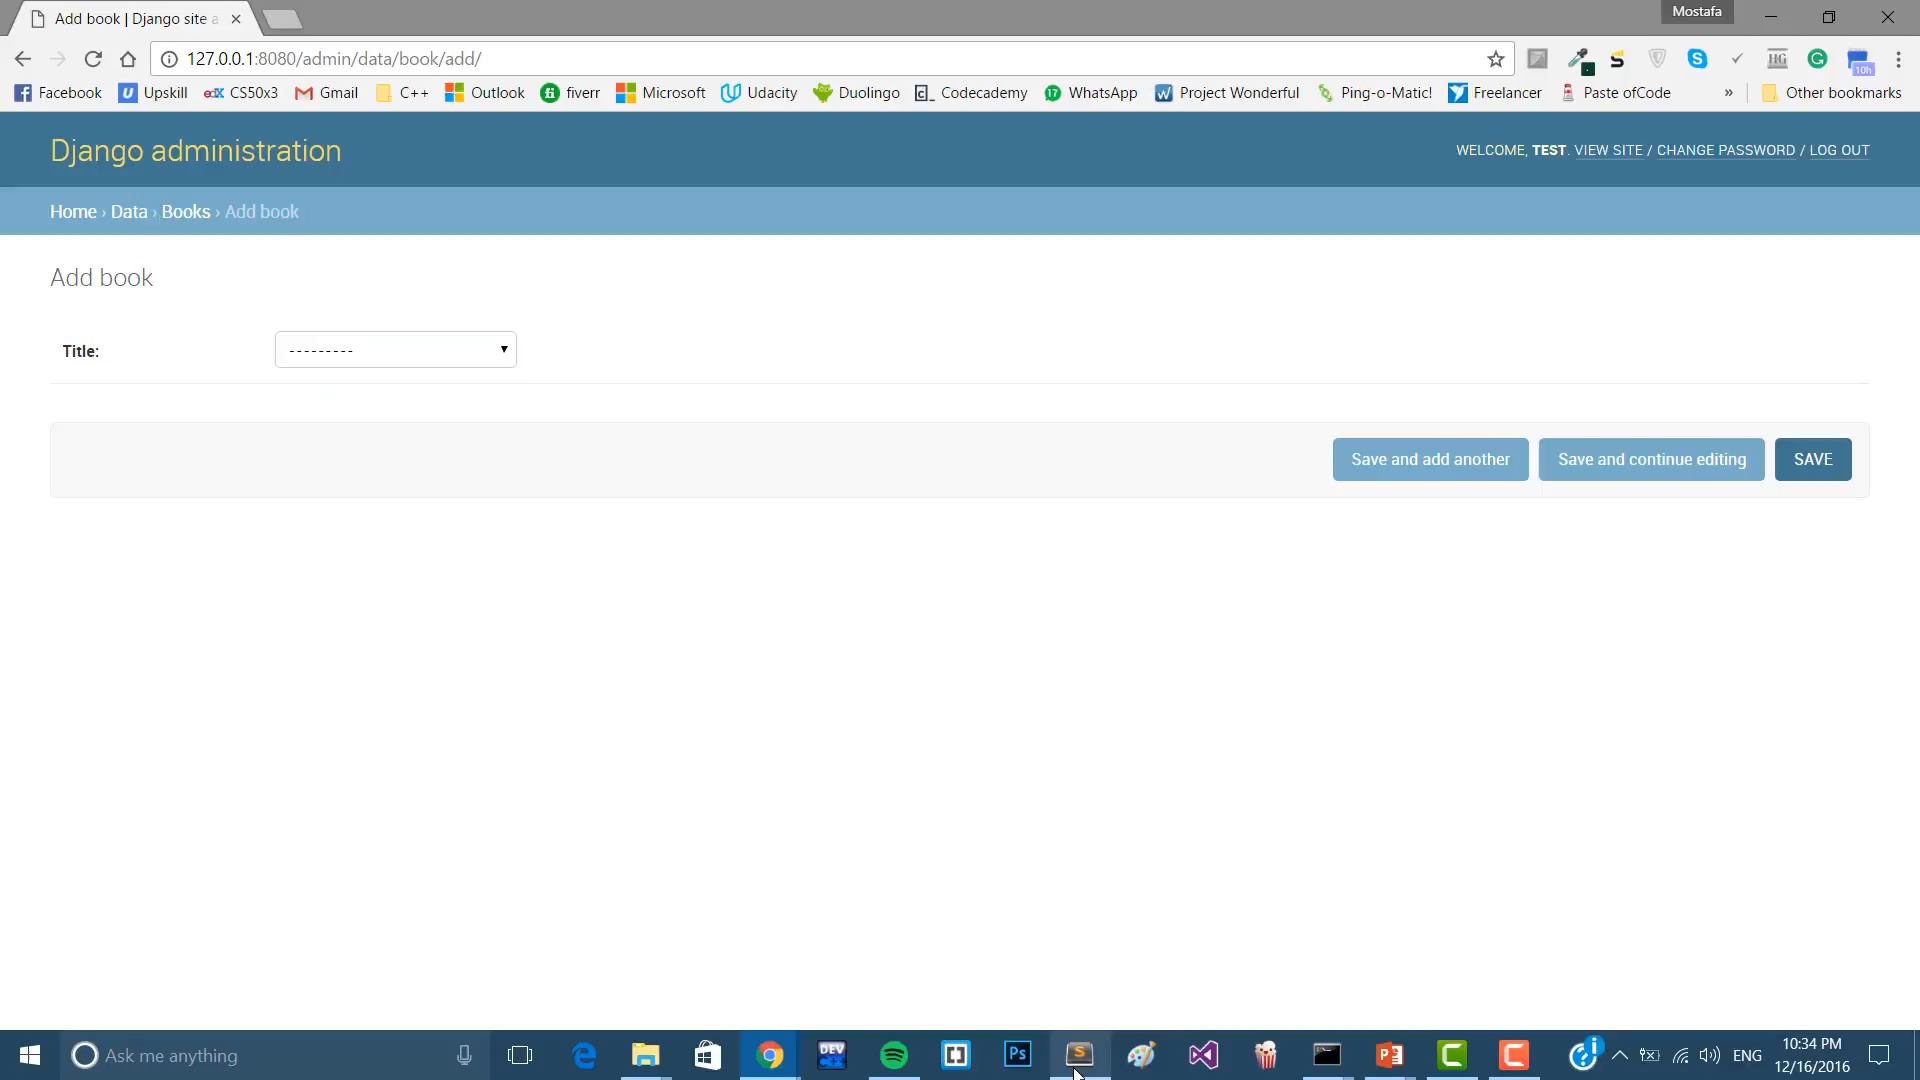 Add book | Django site a
Mostafa
127.0.0.1:8080/admin/data/book/add/
10h
Facebook Upskill edX CS50x3 Gmail C++ Outlook fiverr Microsoft Udacity Duolingo Codecademy WhatsApp Project Wonderful Ping-o-Matic! Freelancer Paste ofCode » Other bookmarks
Django administration
WELCOME, TEST. VIEW SITE / CHANGE PASSWORD / LOG OUT
Home › Data › Books › Add book
Add book
Title: ---------
Save and add another Save and continue editing SAVE
Ask me anything
DEV
Ps
ENG
10:34 PM
12/16/2016